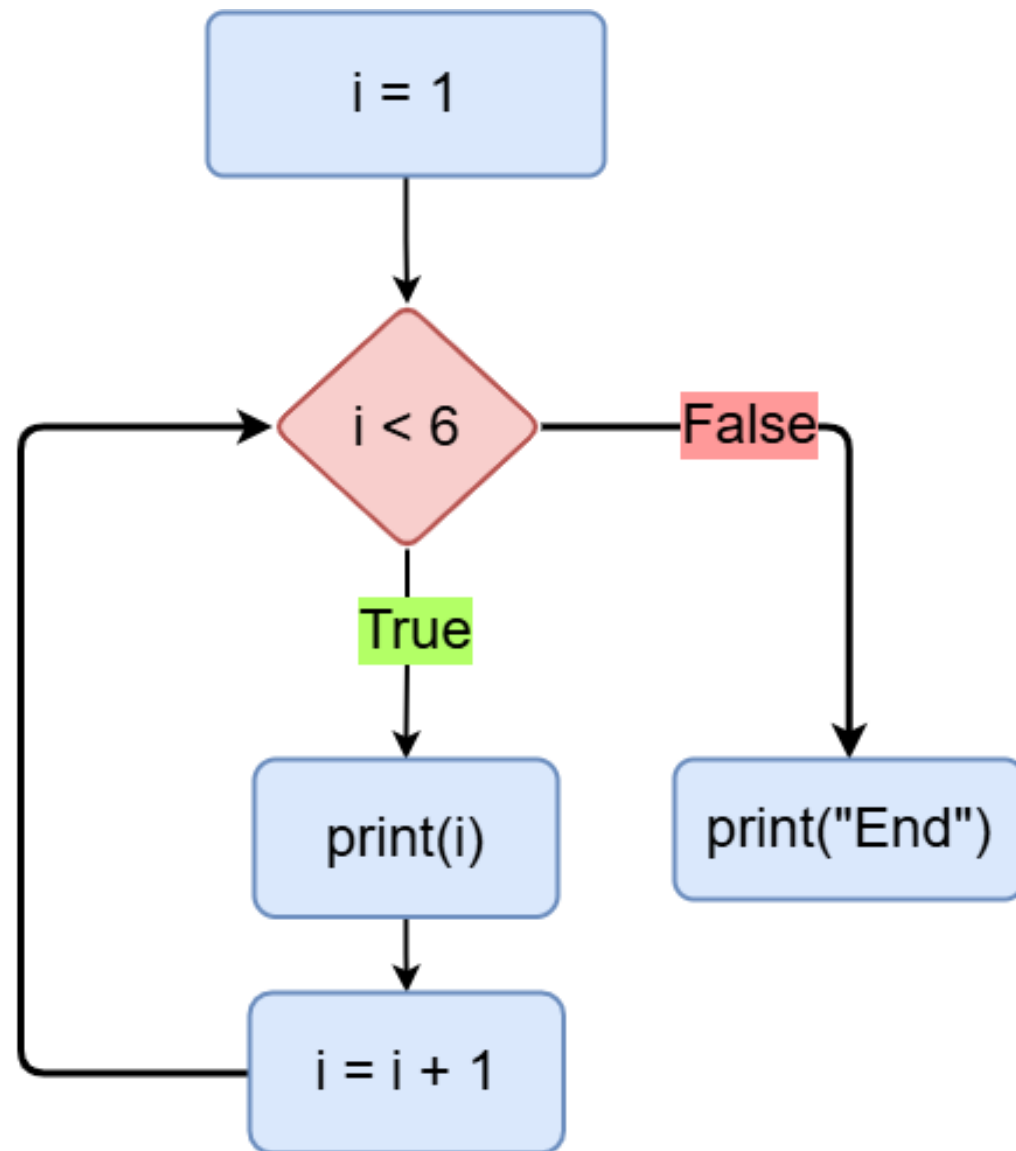 i = 1
i < 6
False
True
print(i)
print("End")
i = i + 1